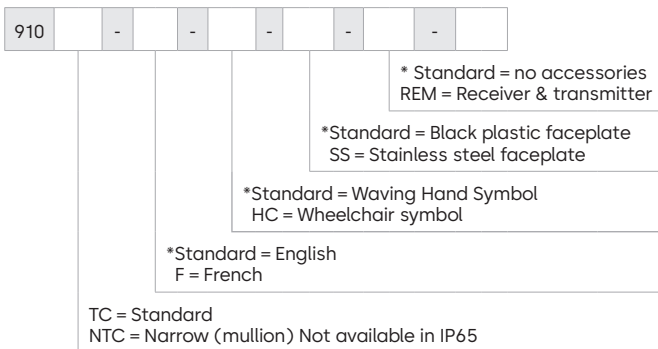 910 - - - - -
* Standard = no accessories
REM = Receiver & transmitter
*Standard = Black plastic faceplate
SS = Stainless steel faceplate
*Standard = Waving Hand Symbol
HC = Wheelchair symbol
*Standard = English
F = French
TC = Standard
NTC = Narrow (mullion) Not available in IP65